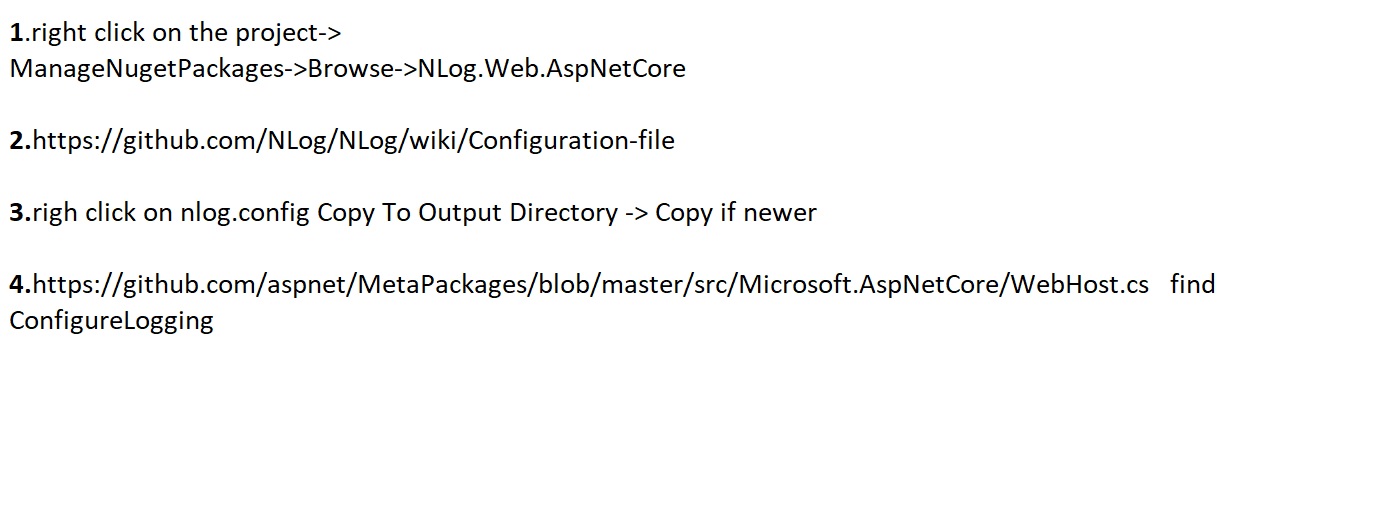 1.right click on the project->
ManageNugetPackages->Browse->NLog.Web.AspNetCore
2.https://github.com/NLog/NLog/wiki/Configuration-file
3.righ click on nlog.config Copy To Output Directory -> Copy if newer
4.https://github.com/aspnet/MetaPackages/blob/master/src/Microsoft.AspNetCore/WebHost.cs   find
ConfigureLogging